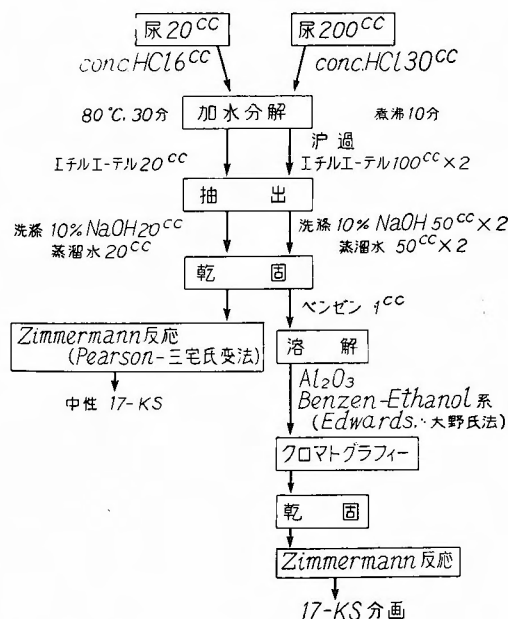 尿20cc 尿200cc
conc.HCl6cc conc.HCl30cc
80°C.30分 加水分解 煮沸10分
沪過
エチルエーテル20cc エチルエーテル100cc×2
抽出
洗滌 10% NaOH20cc 洗滌 10% NaOH 50cc×2
蒸溜水 20cc 蒸溜水 50cc×2
乾固
ベンゼン 1cc
Zimmermann反応
(Pearson-三宅氏変法)
溶解
中性 17-KS
Al2O3
Benzen-Ethanol系
(Edwards.・大野氏法)
クロマトグラフィー
乾固
Zimmermann反応
17-KS分画